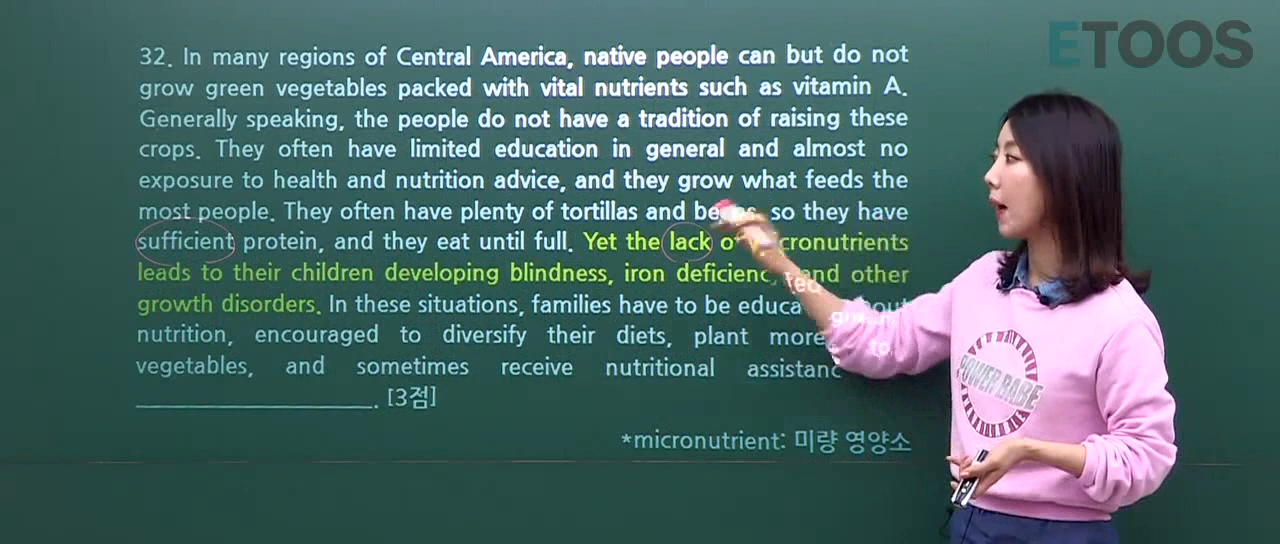 ETOOS
32. In many regions of Central America, native people can but do not
grow green vegetables packed with vital nutrients such as vitamin A.
Generally speaking, the people do not have a tradition of raising these
crops. They often have limited education in general and almost no
exposure to health and nutrition advice, and they grow what feeds the
most people. They often have plenty of tortillas and so they have
sufficient protein, and they eat until full. Yet the lack micronutrients
leads to their children developing blindness, iron and other
growth disorders. In these situations, families have to be
nutrition, encouraged to diversify their diets, plant more
vegetables, and sometimes receive nutritional
____________________. [3점]
*micronutrient: 미량 영양소
POWER BABE